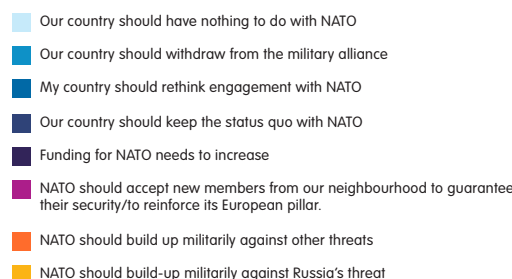 Our country should have nothing to do with NATO
Our country should withdraw from the military alliance
My country should rethink engagement with NATO
Our country should keep the status quo with NATO
Funding for NATO needs to increase
NATO should accept new members from our neighbourhood to guarantee
their security/to reinforce its European pillar.
NATO should build up militarily against other threats
NATO should build-up militarily against Russia's threat